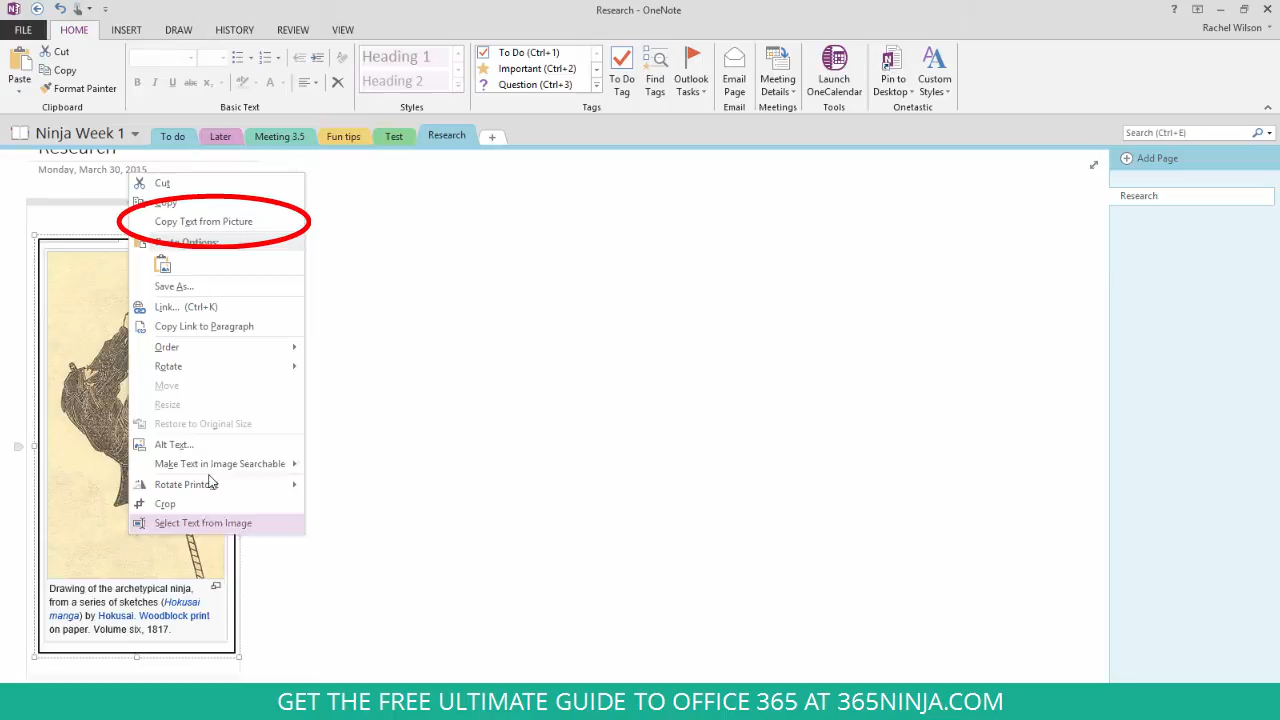 Research - OneNote
FILE HOME INSERT DRAW HISTORY REVIEW VIEW
Rachel Wilson
Paste
Cut
Copy
Format Painter
Clipboard
B I U abc
Basic Text
Heading 1
Heading 2
Styles
To Do (Ctrl+1)
Important (Ctrl+2)
Question (Ctrl+3)
To Do Tag
Find Tags
Outlook Tasks
Tags
Email Page
Email
Meeting Details
Meetings
Launch OneCalendar
Tools
Pin to Desktop
Custom Styles
Onetastic
Ninja Week 1 To do Later Meeting 3.5 Fun tips Test Research
Search (Ctrl+E)
Add Page
Research
Research
Monday, March 30, 2015
Cut
Copy
Copy Text from Picture
Paste Options:
Save As...
Link... (Ctrl+K)
Copy Link to Paragraph
Order
Rotate
Move
Resize
Restore to Original Size
Alt Text...
Make Text in Image Searchable
Rotate Printout
Crop
Select Text from Image
Drawing of the archetypical ninja,
from a series of sketches (Hokusai
manga) by Hokusai. Woodblock print
on paper. Volume six, 1817.
GET THE FREE ULTIMATE GUIDE TO OFFICE 365 AT 365NINJA.COM